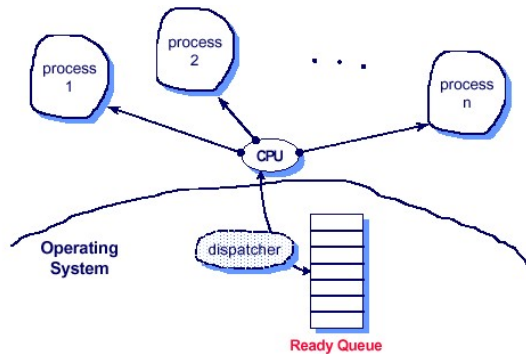 process
1
process
2
. . .
process
n
CPU
Operating
System
dispatcher
Ready Queue